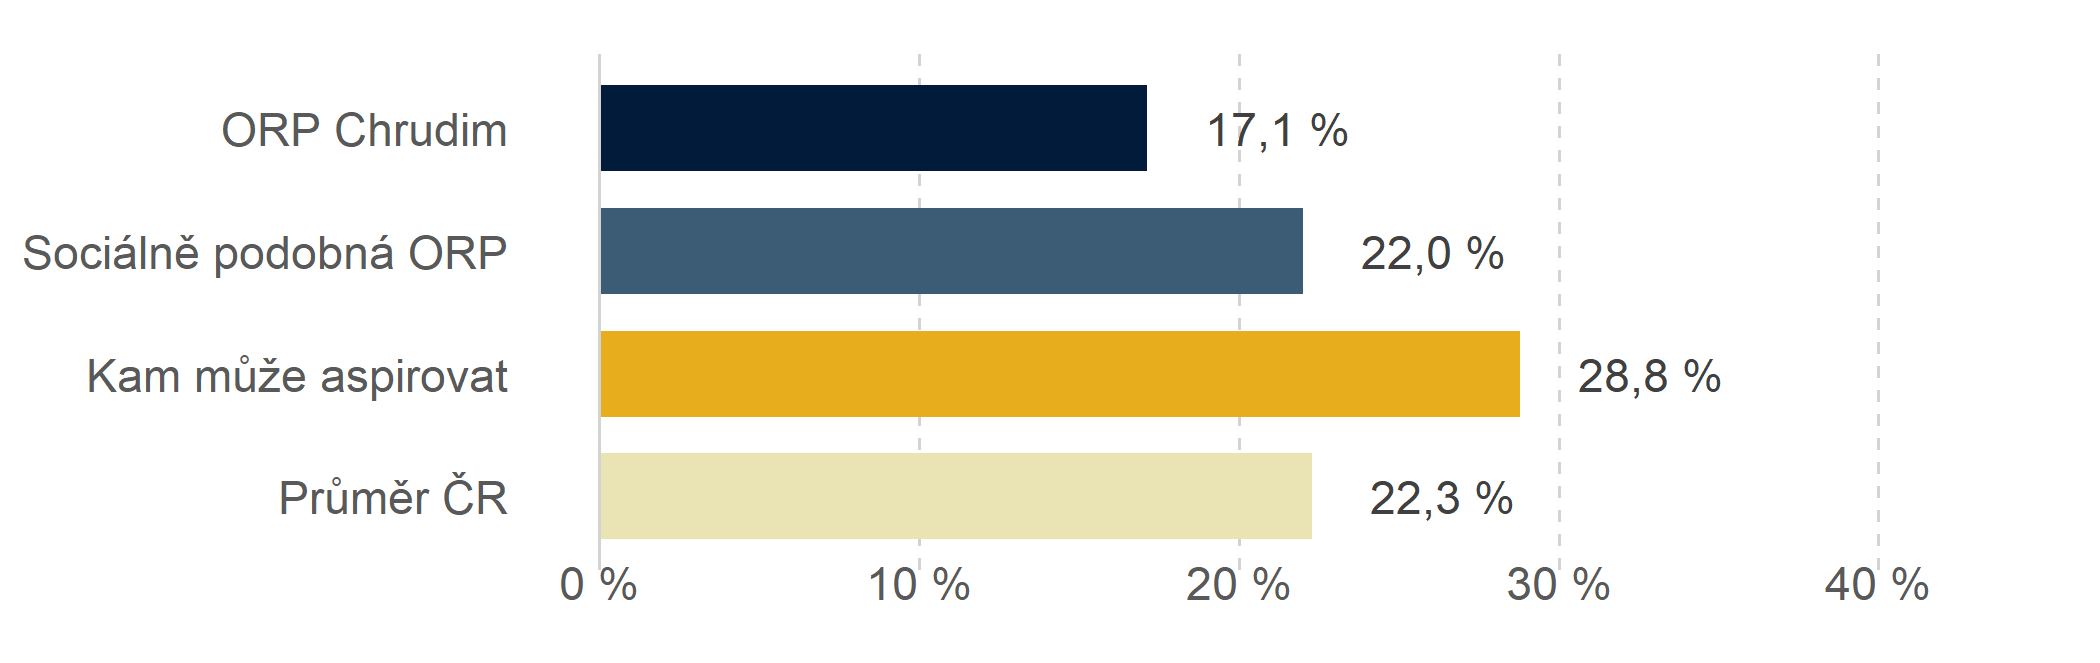 ORP Chrudim
17,1 %
Sociálně podobná ORP
22,0 %
Kam může aspirovat
28,8 %
Průměr ČR
22,3 %
0 %
10 %
20 %
30 %
40 %